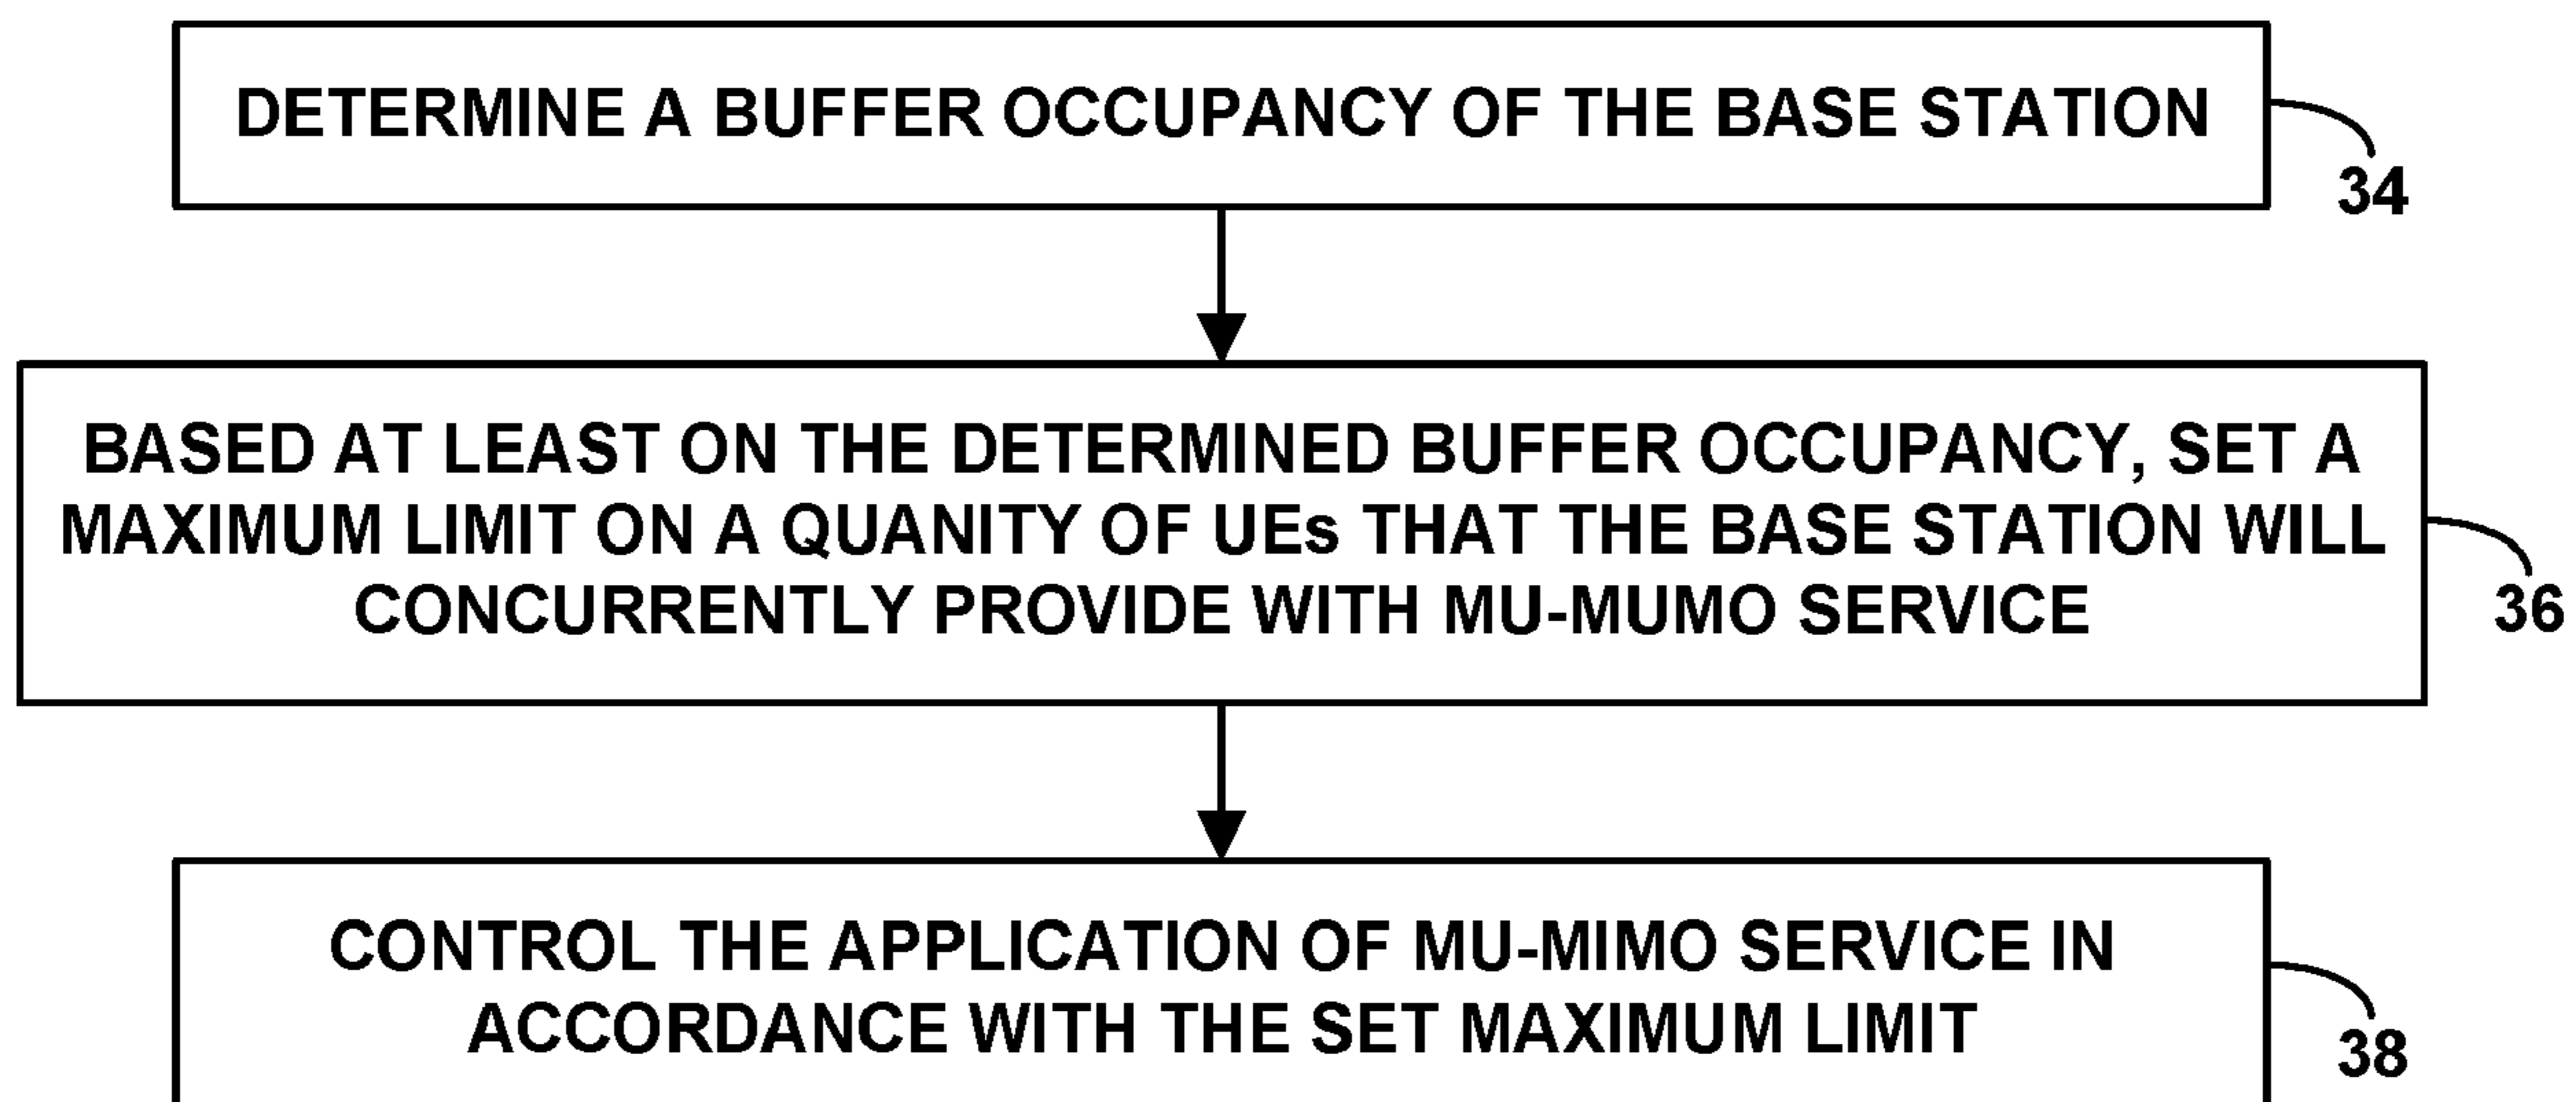 DETERMINE A BUFFER OCCUPANCY OF THE BASE STATION
34
BASED AT LEAST ON THE DETERMINED BUFFER OCCUPANCY, SET A
MAXIMUM LIMIT ON A QUANITY OF UEs THAT THE BASE STATION WILL
CONCURRENTLY PROVIDE WITH MU-MUMO SERVICE
36
CONTROL THE APPLICATION OF MU-MIMO SERVICE IN
ACCORDANCE WITH THE SET MAXIMUM LIMIT
38